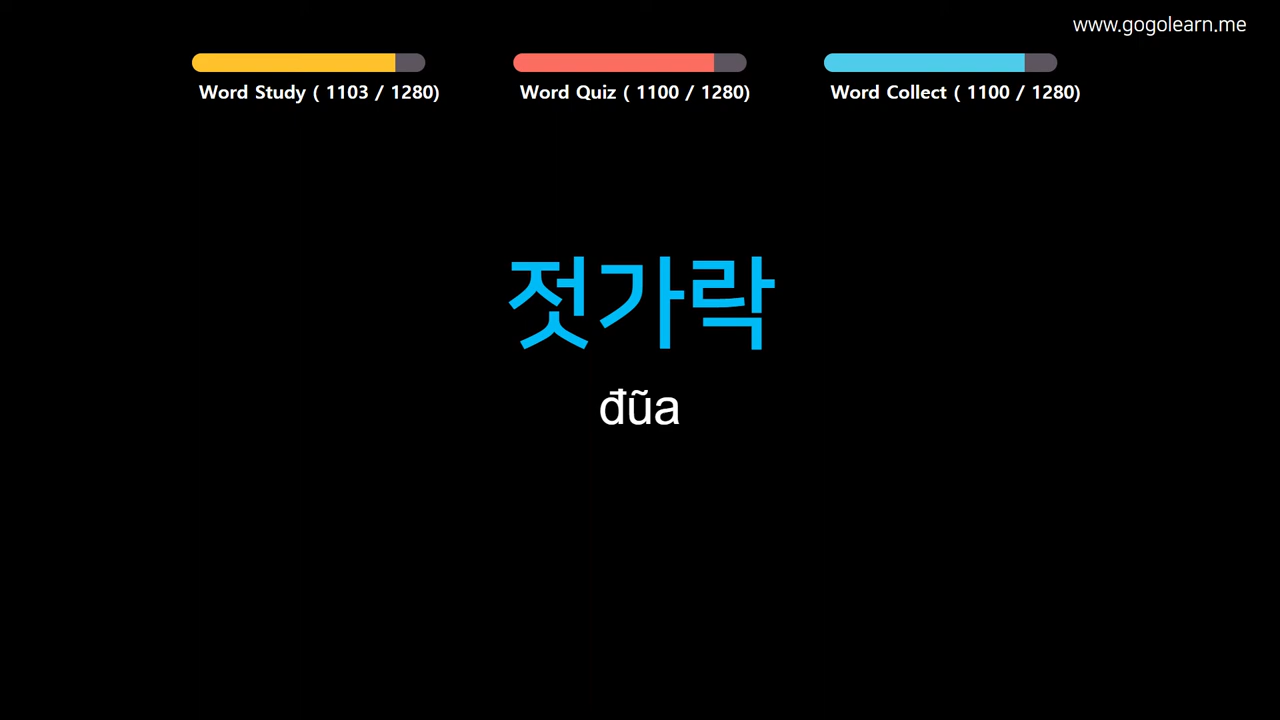 www.gogolearn.me
Word Study ( 1103 / 1280)
Word Quiz ( 1100 / 1280)
Word Collect ( 1100 / 1280)
젓가락
đũa